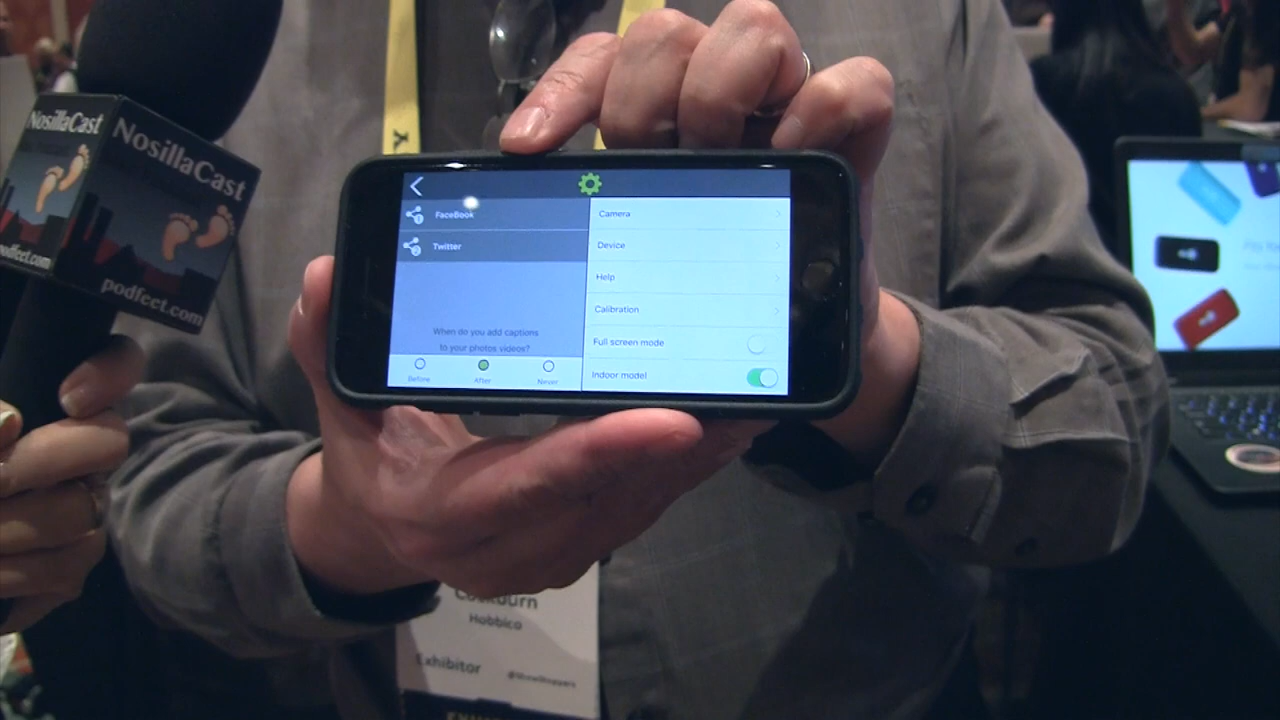 NosillaCast
NosillaCast
podfeet.com
podfeet.com
Y
FaceBook
Twitter
When do you add captions
to your photos videos?
Before
After
Never
Camera
Device
Help
Calibration
Full screen mode
Indoor model
Hobbico
Exhibitor
@ShowStoppers